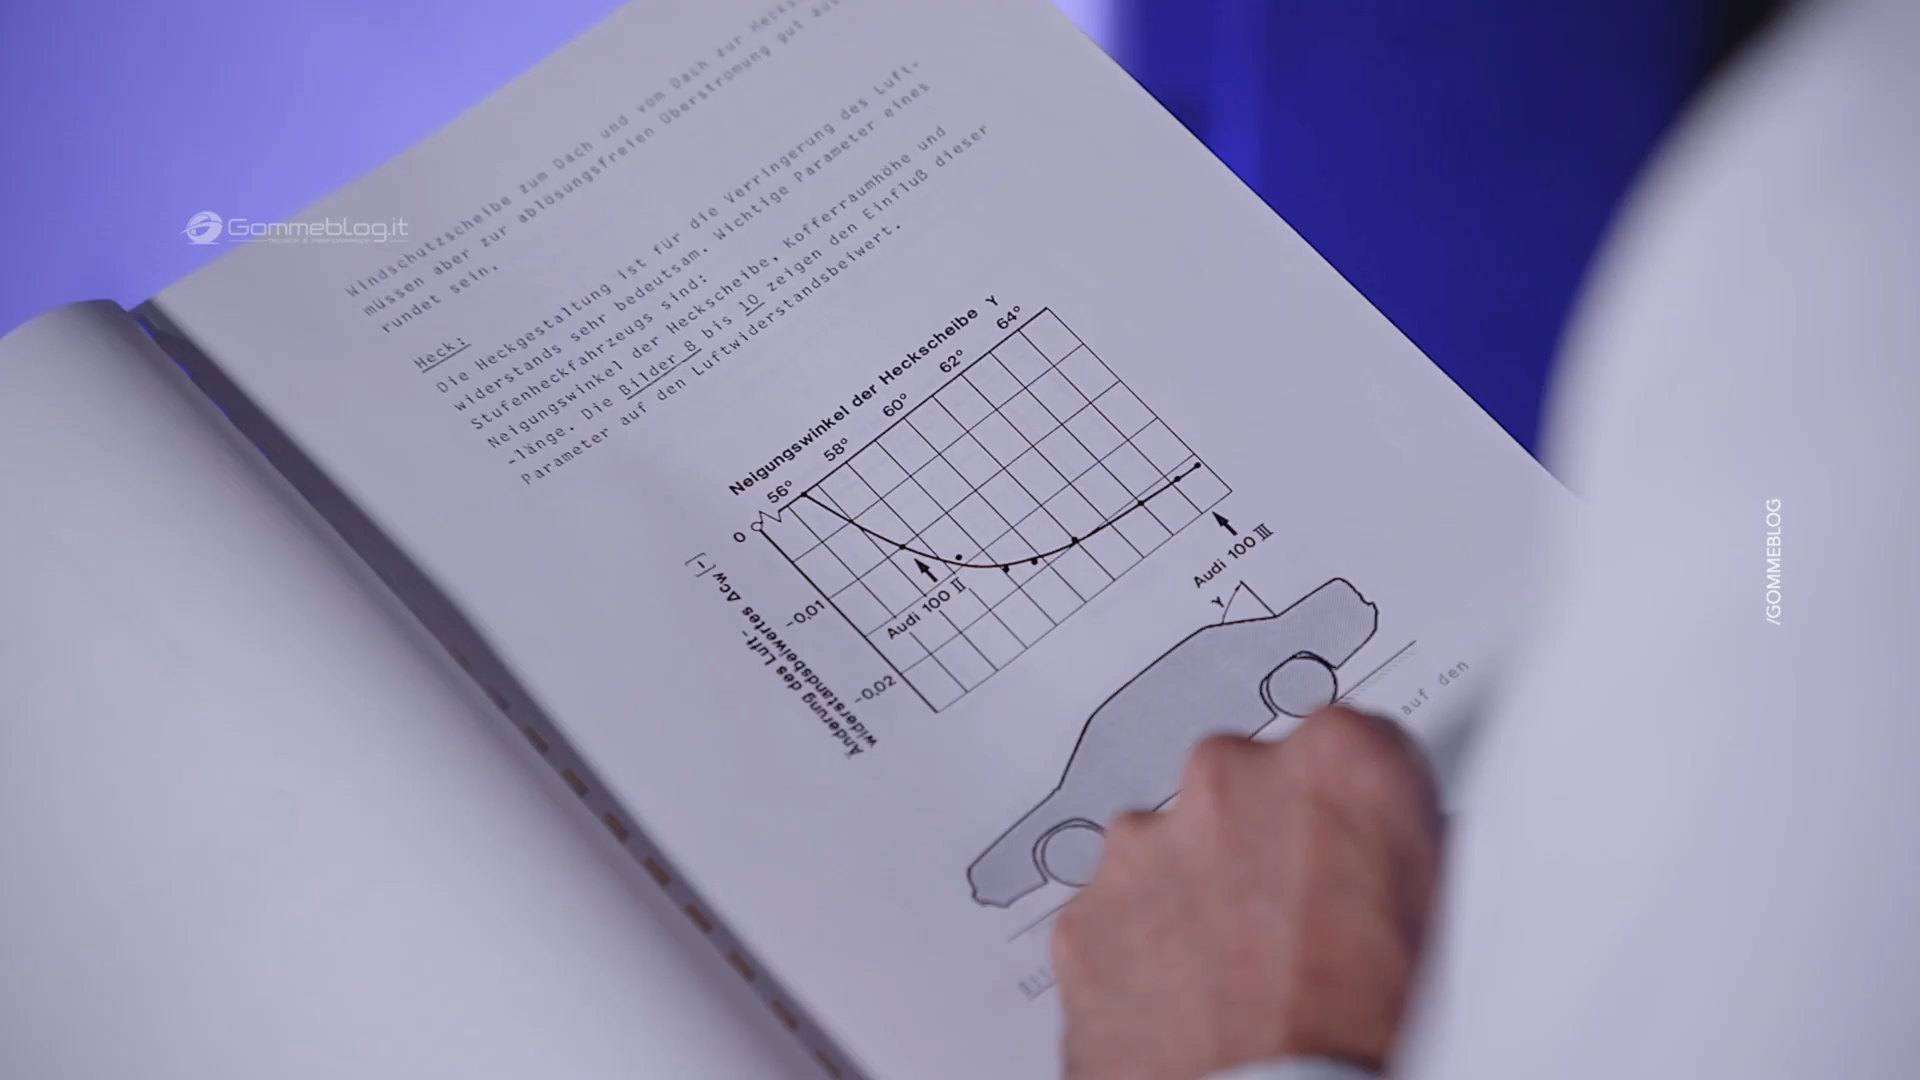 Windschutzscheibe zum Dach und vom Dach zur
müssen aber zur ablösungsfreien Überströmung gut
rundet sein.
Heck:
Die Heckgestaltung ist für die Verringerung des Luft-
widerstands sehr bedeutsam. Wichtige Parameter eines
Stufenheckfahrzeugs sind:
Neigungswinkel der Heckscheibe, Kofferraumhöhe und
-länge. Die Bilder 8 bis 10 zeigen den Einfluß dieser
Parameter auf den Luftwiderstandsbeiwert.
Neigungswinkel der Heckscheibe γ
56° 58° 60° 62° 64°
0
-0,01
-0,02
Änderung des Luft-
widerstandsbeiwertes Δcw [-]
Audi 100 II
Audi 100 III
γ
auf den
Gommeblog.it
TECNICA & PERFORMANCE
/GOMMEBLOG